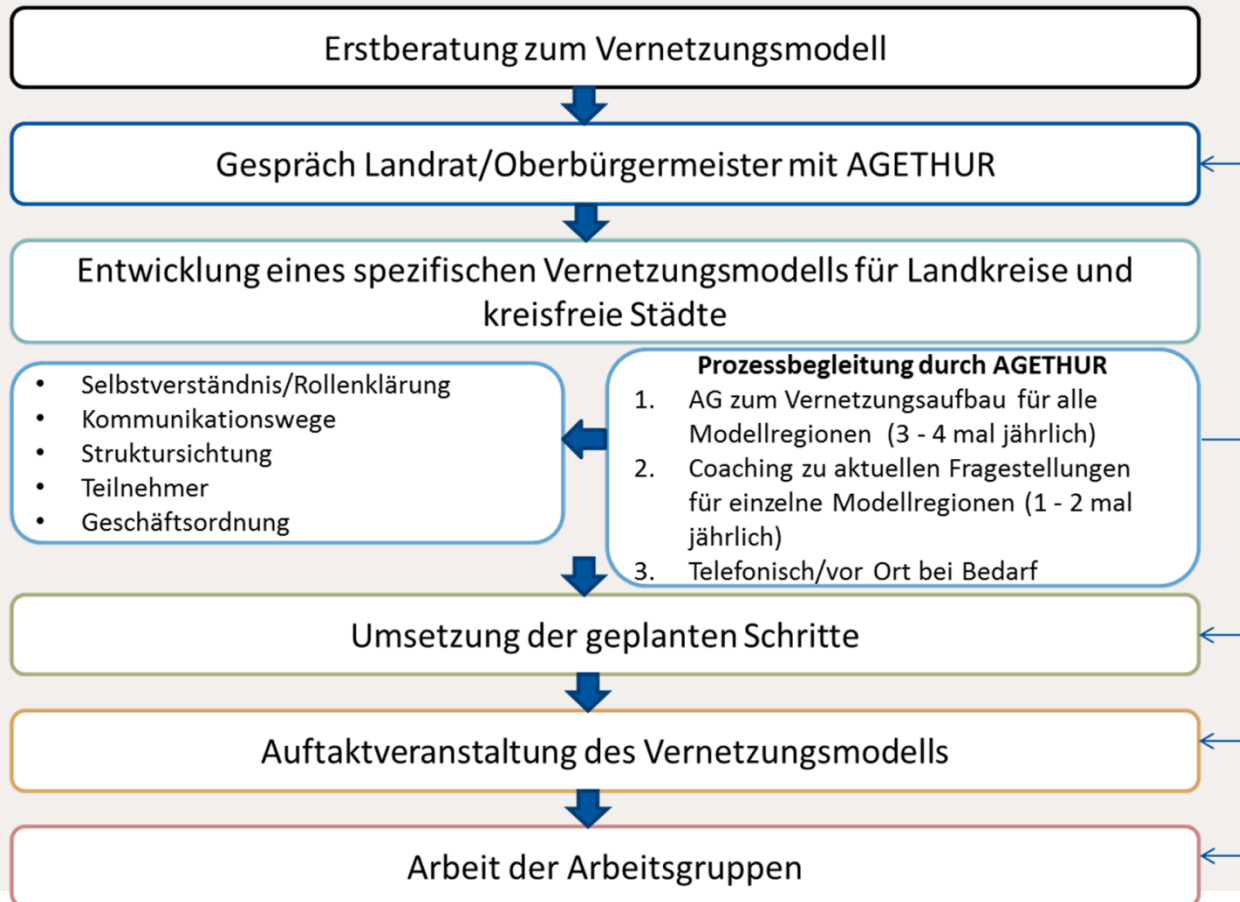 Erstberatung zum Vernetzungsmodell
Gespräch Landrat/Oberbürgermeister mit AGETHUR
Entwicklung eines spezifischen Vernetzungsmodells für Landkreise und
kreisfreie Städte
• Selbstverständnis/Rollenklärung
• Kommunikationswege
• Struktursichtung
• Teilnehmer
• Geschäftsordnung
Prozessbegleitung durch AGETHUR
1. AG zum Vernetzungsaufbau für alle
Modellregionen (3 - 4 mal jährlich)
2. Coaching zu aktuellen Fragestellungen
für einzelne Modellregionen (1 - 2 mal
jährlich)
3. Telefonisch/vor Ort bei Bedarf
Umsetzung der geplanten Schritte
Auftaktveranstaltung des Vernetzungsmodells
Arbeit der Arbeitsgruppen